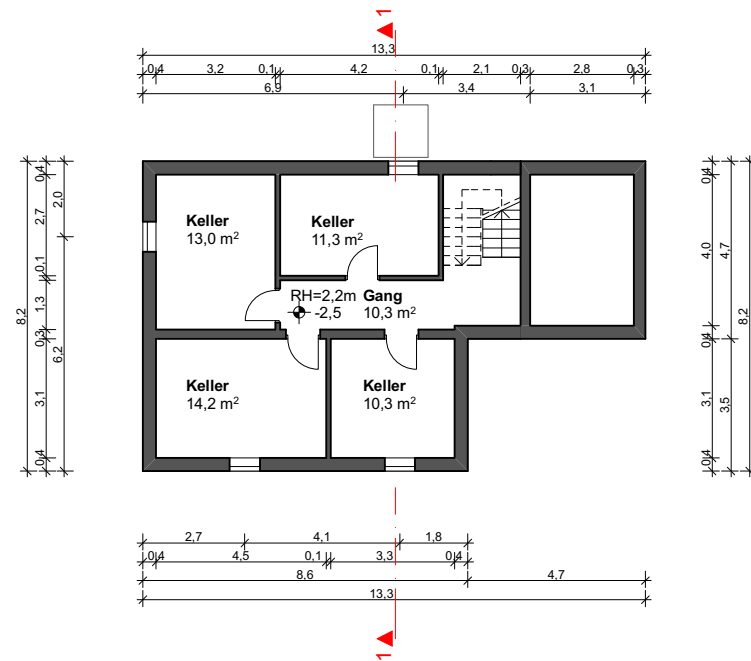 1
13,3
0,4 3,2 0,1 4,2 0,1 2,1 0,3 2,8 0,3
6,9 3,4 3,1
8,2
0,4 2,7 0,1 1,3 0,3 3,1 0,4
2,0 6,2
Keller
13,0 m²
Keller
11,3 m²
RH=2,2m
-2,5
Gang
10,3 m²
Keller
14,2 m²
Keller
10,3 m²
0,4 4,0 0,4 3,1 0,4
4,7 3,5
8,2
2,7 4,1 1,8
0,4 4,5 0,1 3,3 0,4
8,6 4,7
13,3
1